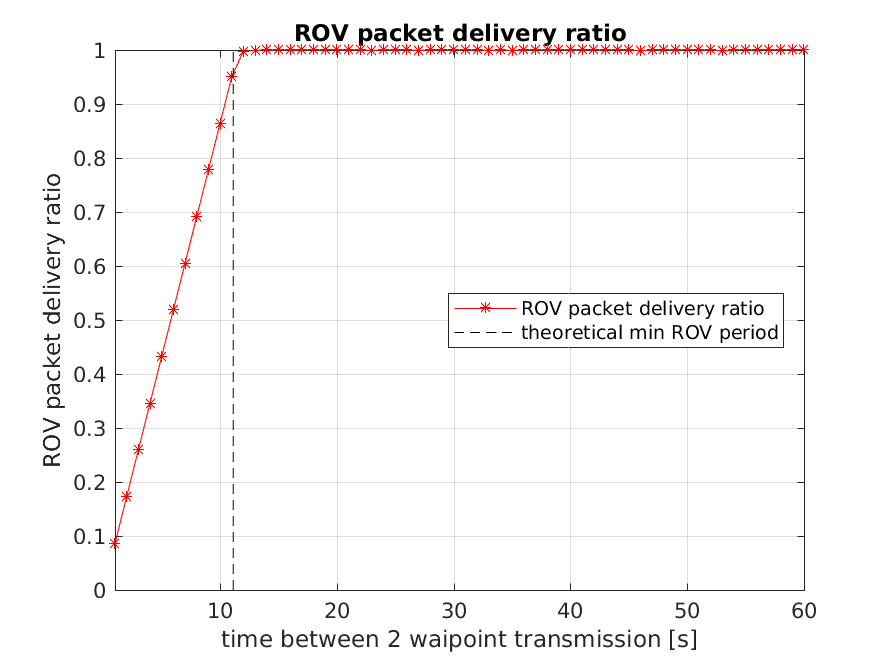 ROV packet delivery ratio
1
0.9
0.8
0.7
0.6
0.5
0.4
0.3
0.2
0.1
0
ROV packet delivery ratio
ROV packet delivery ratio
theoretical min ROV period
10 20 30 40 50 60
time between 2 waipoint transmission [s]